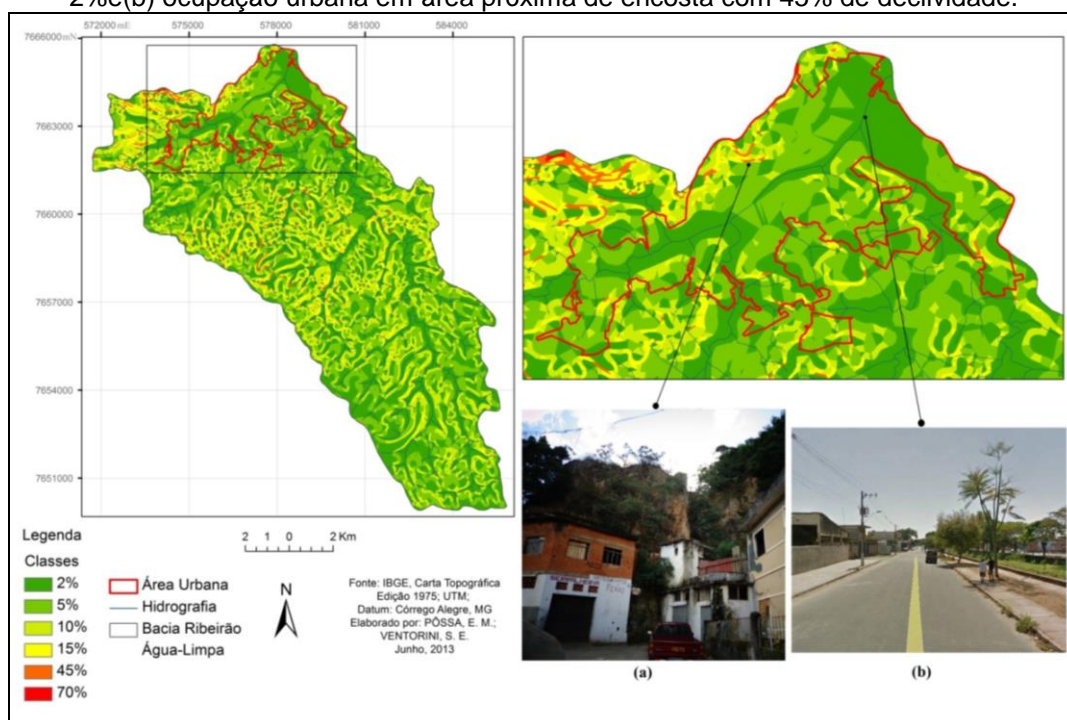 2%e(b) ocupação urbana em área próxima de encosta com 45% de declividade.
572000 mE 575000 578000 581000 584000
7666000 mN
7663000
7660000
7657000
7654000
7651000
Legenda
Classes
2%
5%
10%
15%
45%
70%
Área Urbana
Hidrografia
Bacia Ribeirão
Água-Limpa
2 1 0 2 Km
N
Fonte: IBGE, Carta Topográfica
Edição 1975; UTM;
Datum: Córrego Alegre, MG
Elaborado por: PÔSSA, E. M.;
VENTORINI, S. E.
Junho, 2013
(a)
(b)